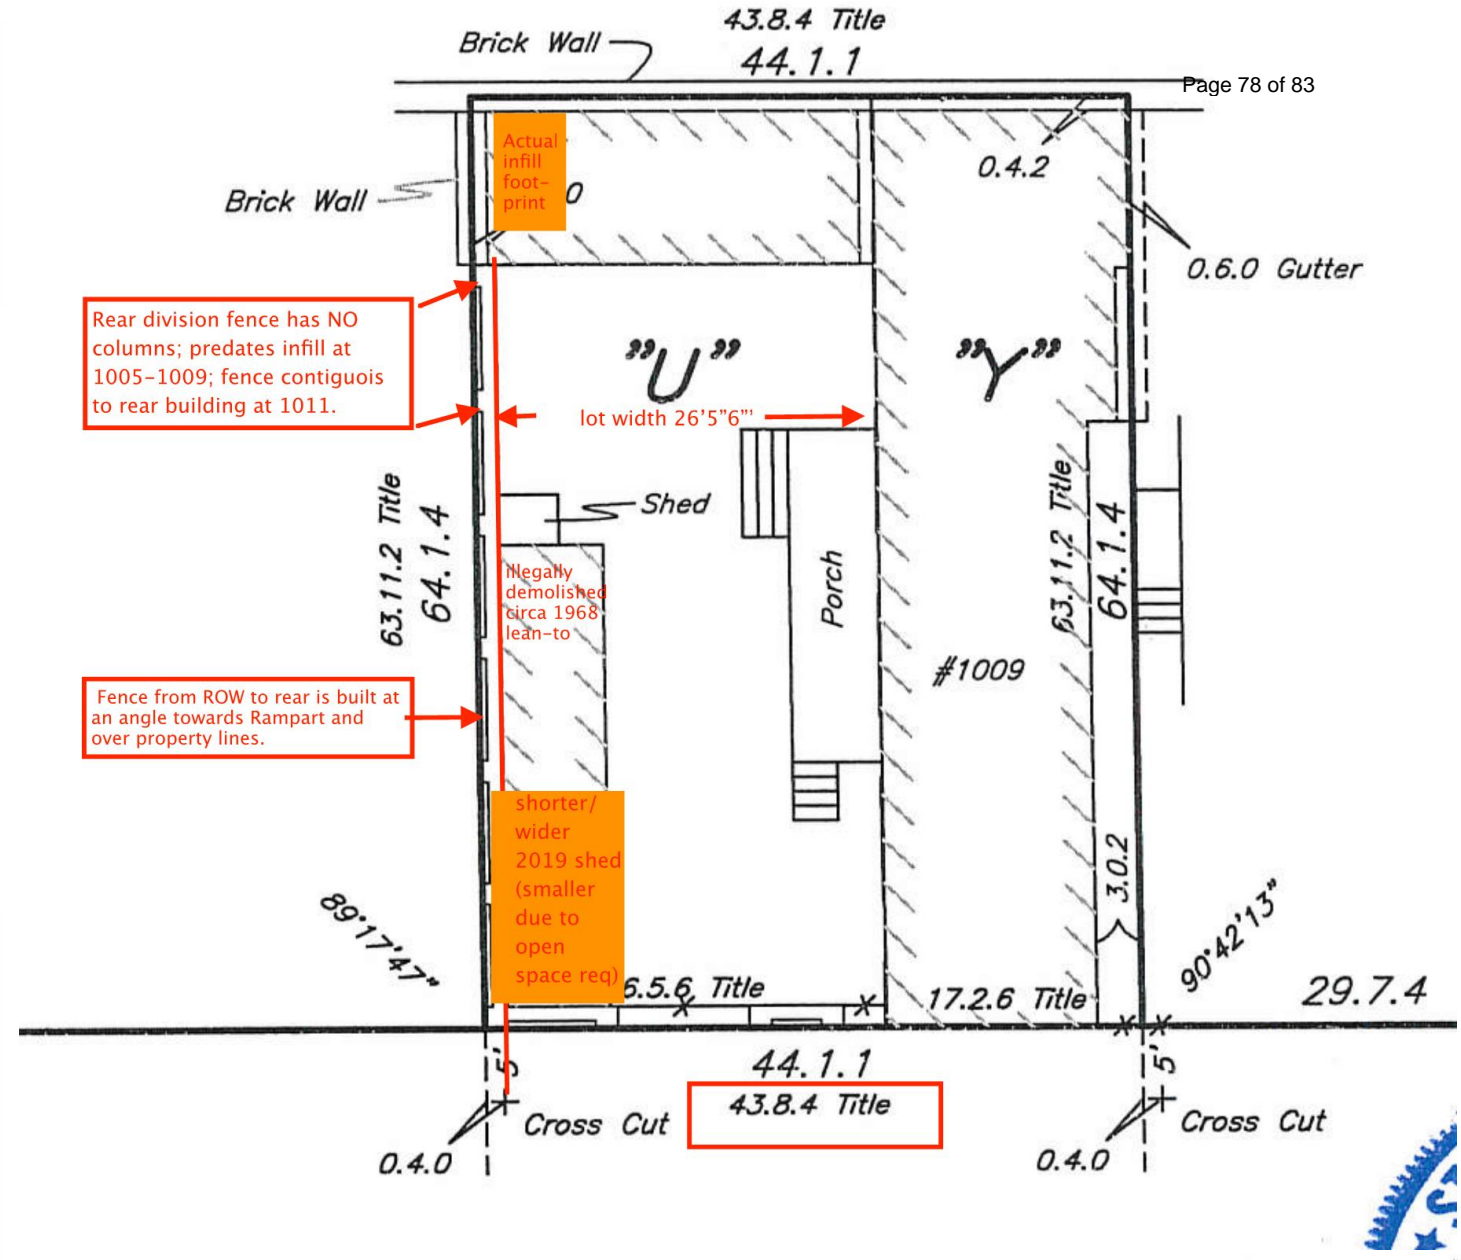 43.8.4 Title
Brick Wall
44.1.1
Page 78 of 83
Actual
infill
foot-
print
0
0.4.2
Brick Wall
0.6.0 Gutter
Rear division fence has NO
columns; predates infill at
1005-1009; fence contiguois
to rear building at 1011.
"U"
"Y"
lot width 26'5"6"'
Shed
63.11.2 Title
64.1.4
illegally
demolished
circa 1968
lean-to
Porch
63.11.2 Title
64.1.4
#1009
Fence from ROW to rear is built at
an angle towards Rampart and
over property lines.
shorter/
wider
2019 shed
(smaller
due to
open
space req)
3.0.2
89°17'47"
90°42'13"
6.5.6 Title
17.2.6 Title
29.7.4
5'
44.1.1
5'
43.8.4 Title
Cross Cut
Cross Cut
0.4.0
0.4.0